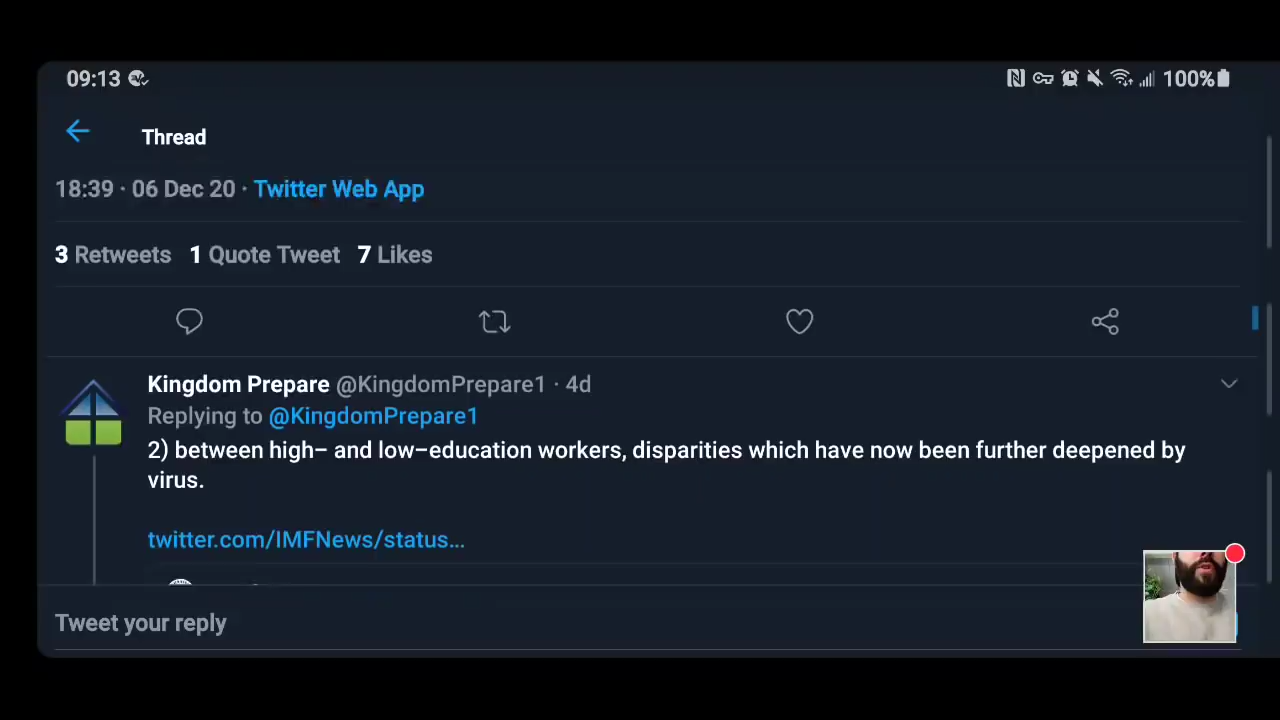 09:13 100%
Thread
18:39 · 06 Dec 20 · Twitter Web App
3 Retweets 1 Quote Tweet 7 Likes
Kingdom Prepare @KingdomPrepare1 · 4d
Replying to @KingdomPrepare1
2) between high– and low–education workers, disparities which have now been further deepened by
virus.
twitter.com/IMFNews/status...
Tweet your reply